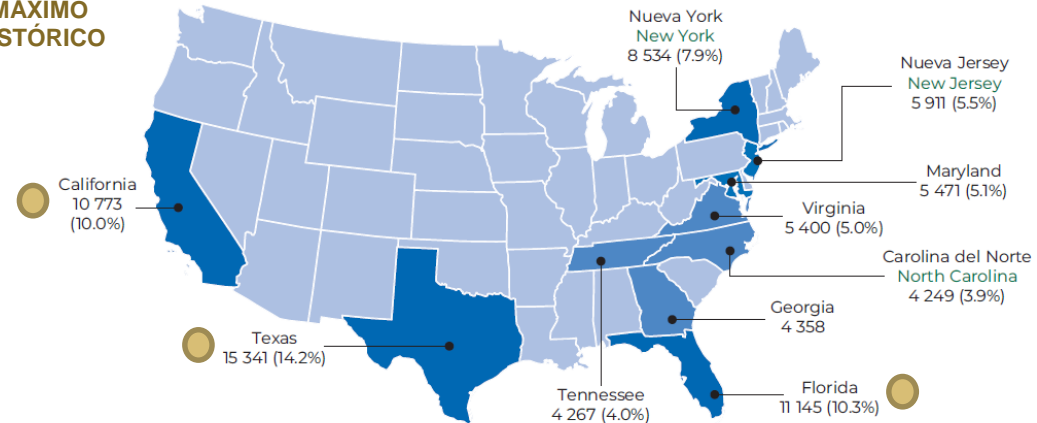 MÁXIMO
STÓRICO
Nueva York
New York
8 534 (7.9%)
Nueva Jersey
New Jersey
5 911 (5.5%)
Maryland
5 471 (5.1%)
California
10 773
(10.0%)
Virginia
5 400 (5.0%)
Carolina del Norte
North Carolina
4 249 (3.9%)
Georgia
4 358
Texas
15 341 (14.2%)
Tennessee
4 267 (4.0%)
Florida
11 145 (10.3%)